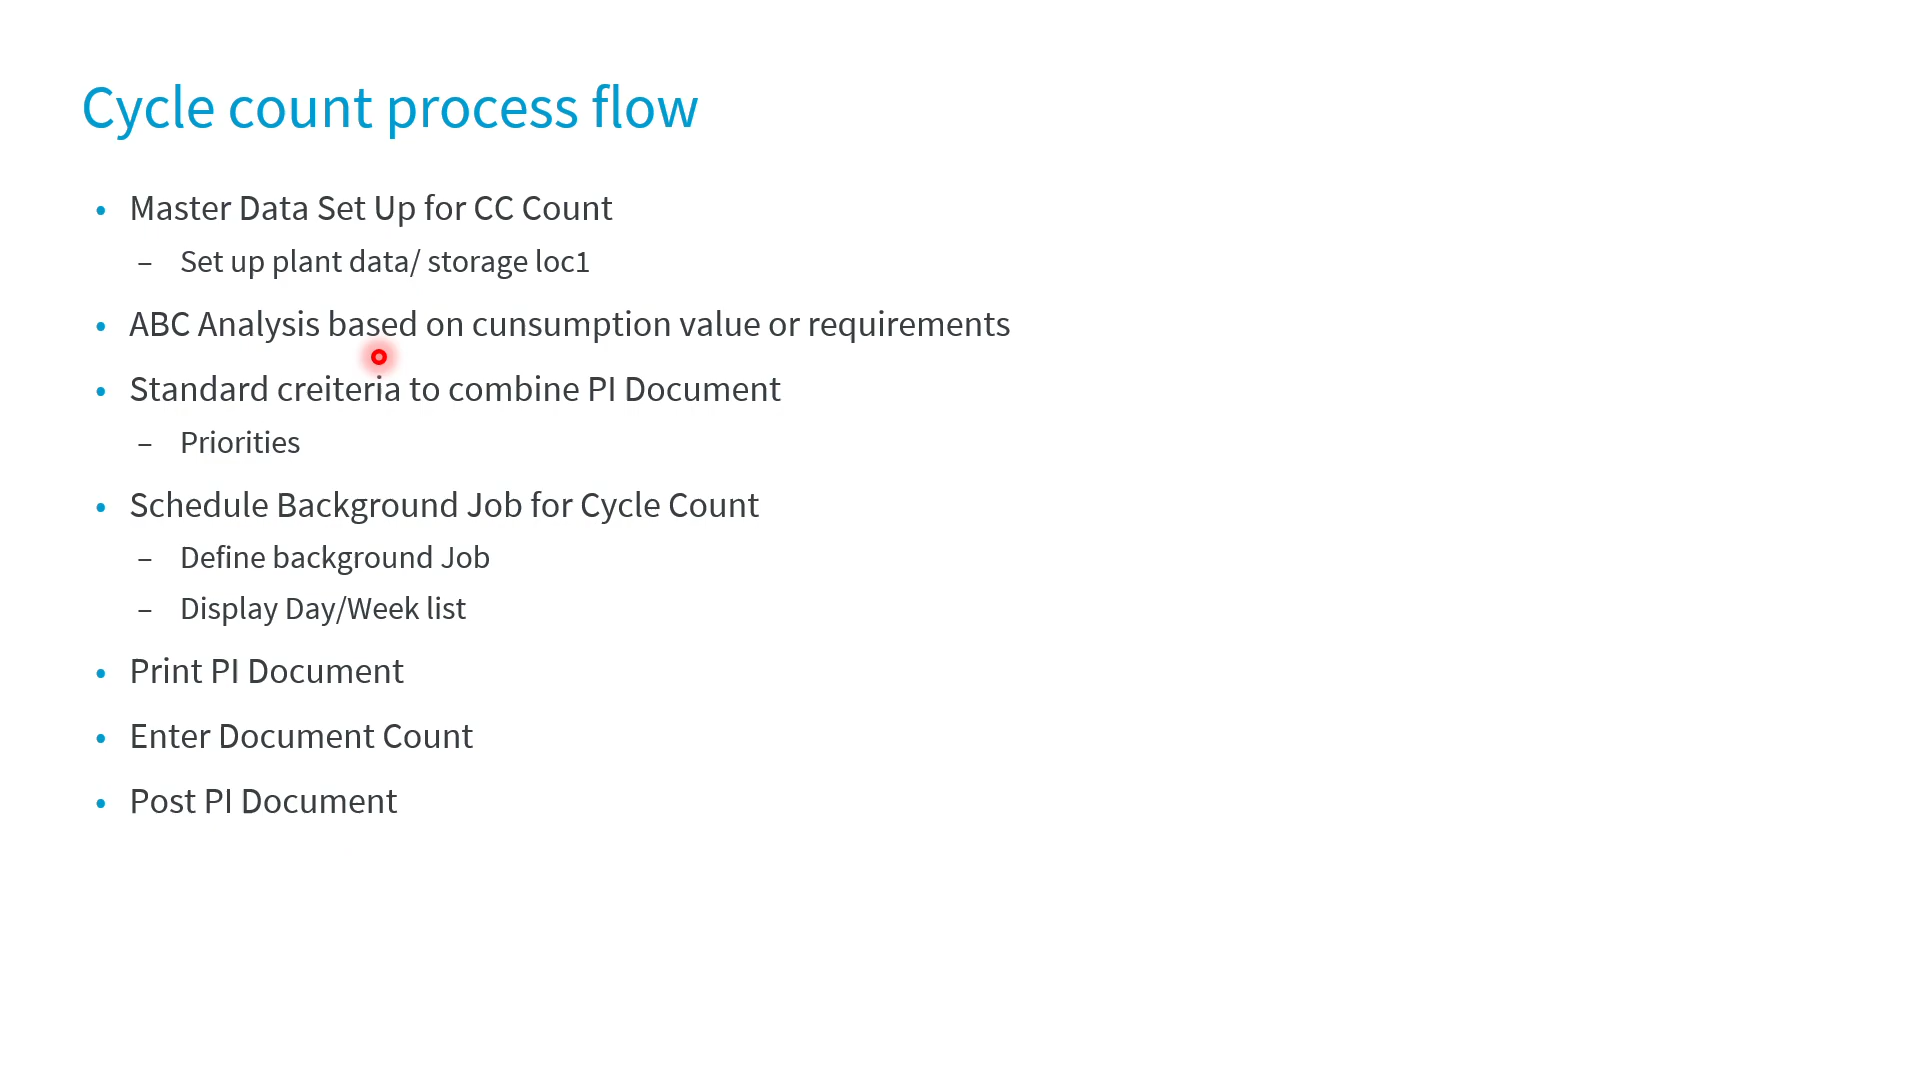 Cycle count process flow
• Master Data Set Up for CC Count
– Set up plant data/ storage loc1
• ABC Analysis based on cunsumption value or requirements
• Standard creiteria to combine PI Document
– Priorities
• Schedule Background Job for Cycle Count
– Define background Job
– Display Day/Week list
• Print PI Document
• Enter Document Count
• Post PI Document